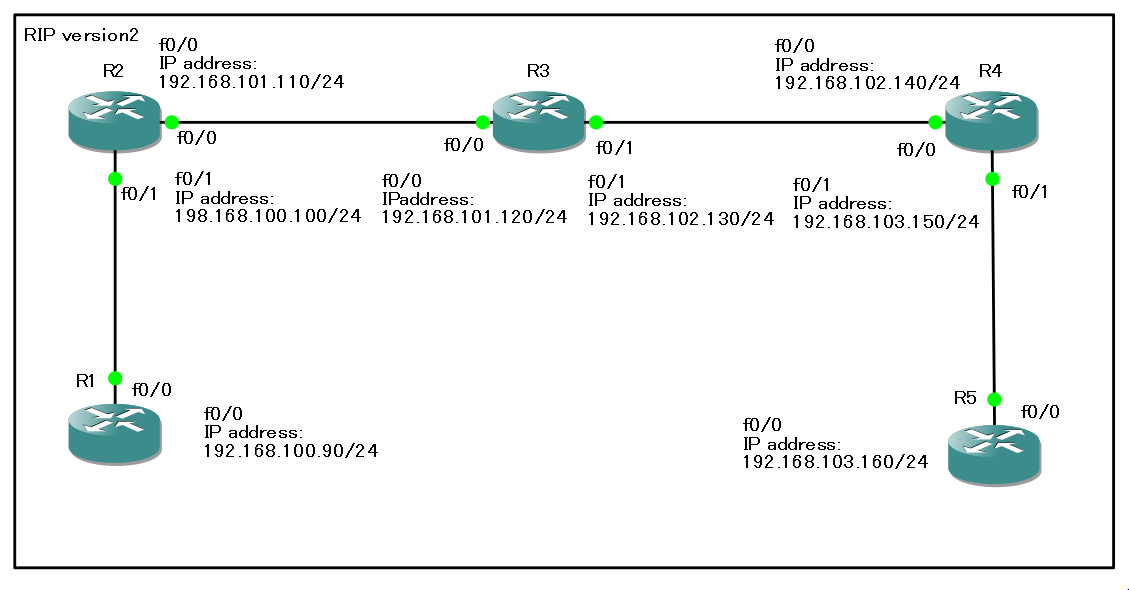 RIP version2
f0/0
IP address:
192.168.101.110/24
R2
R3
f0/0
IP address:
192.168.102.140/24
R4
f0/0
f0/0
f0/1
f0/0
f0/1
f0/1
IP address:
198.168.100.100/24
f0/0
IPaddress:
192.168.101.120/24
f0/1
IP address:
192.168.102.130/24
f0/1
IP address:
192.168.103.150/24
f0/1
R1
f0/0
f0/0
IP address:
192.168.100.90/24
R5
f0/0
f0/0
IP address:
192.168.103.160/24